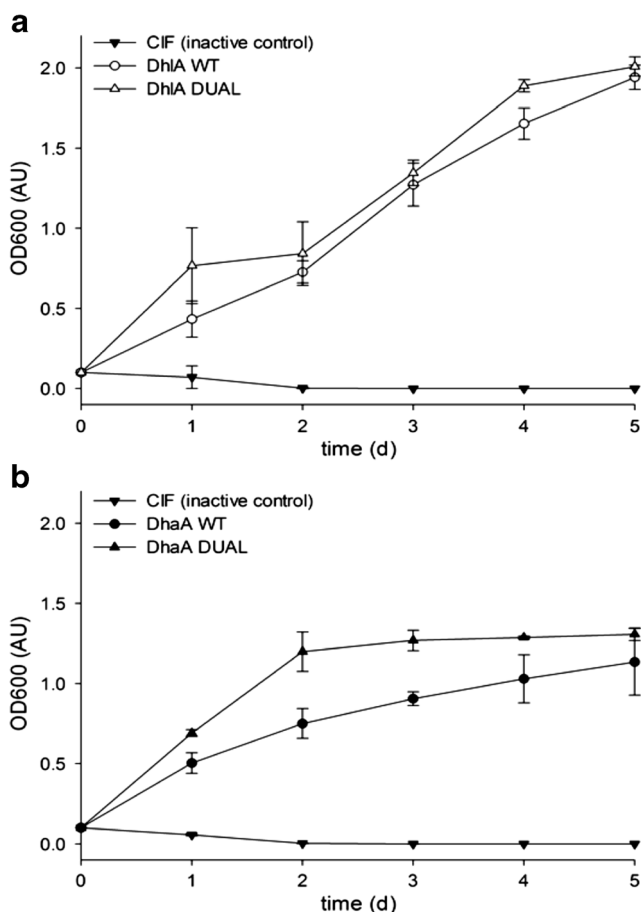 a
CIF (inactive control)
DhlA WT
DhlA DUAL
2.0
1.5
1.0
0.5
0.0
OD600 (AU)
0 1 2 3 4 5
time (d)
b
CIF (inactive control)
DhaA WT
DhaA DUAL
2.0
1.5
1.0
0.5
0.0
OD600 (AU)
0 1 2 3 4 5
time (d)